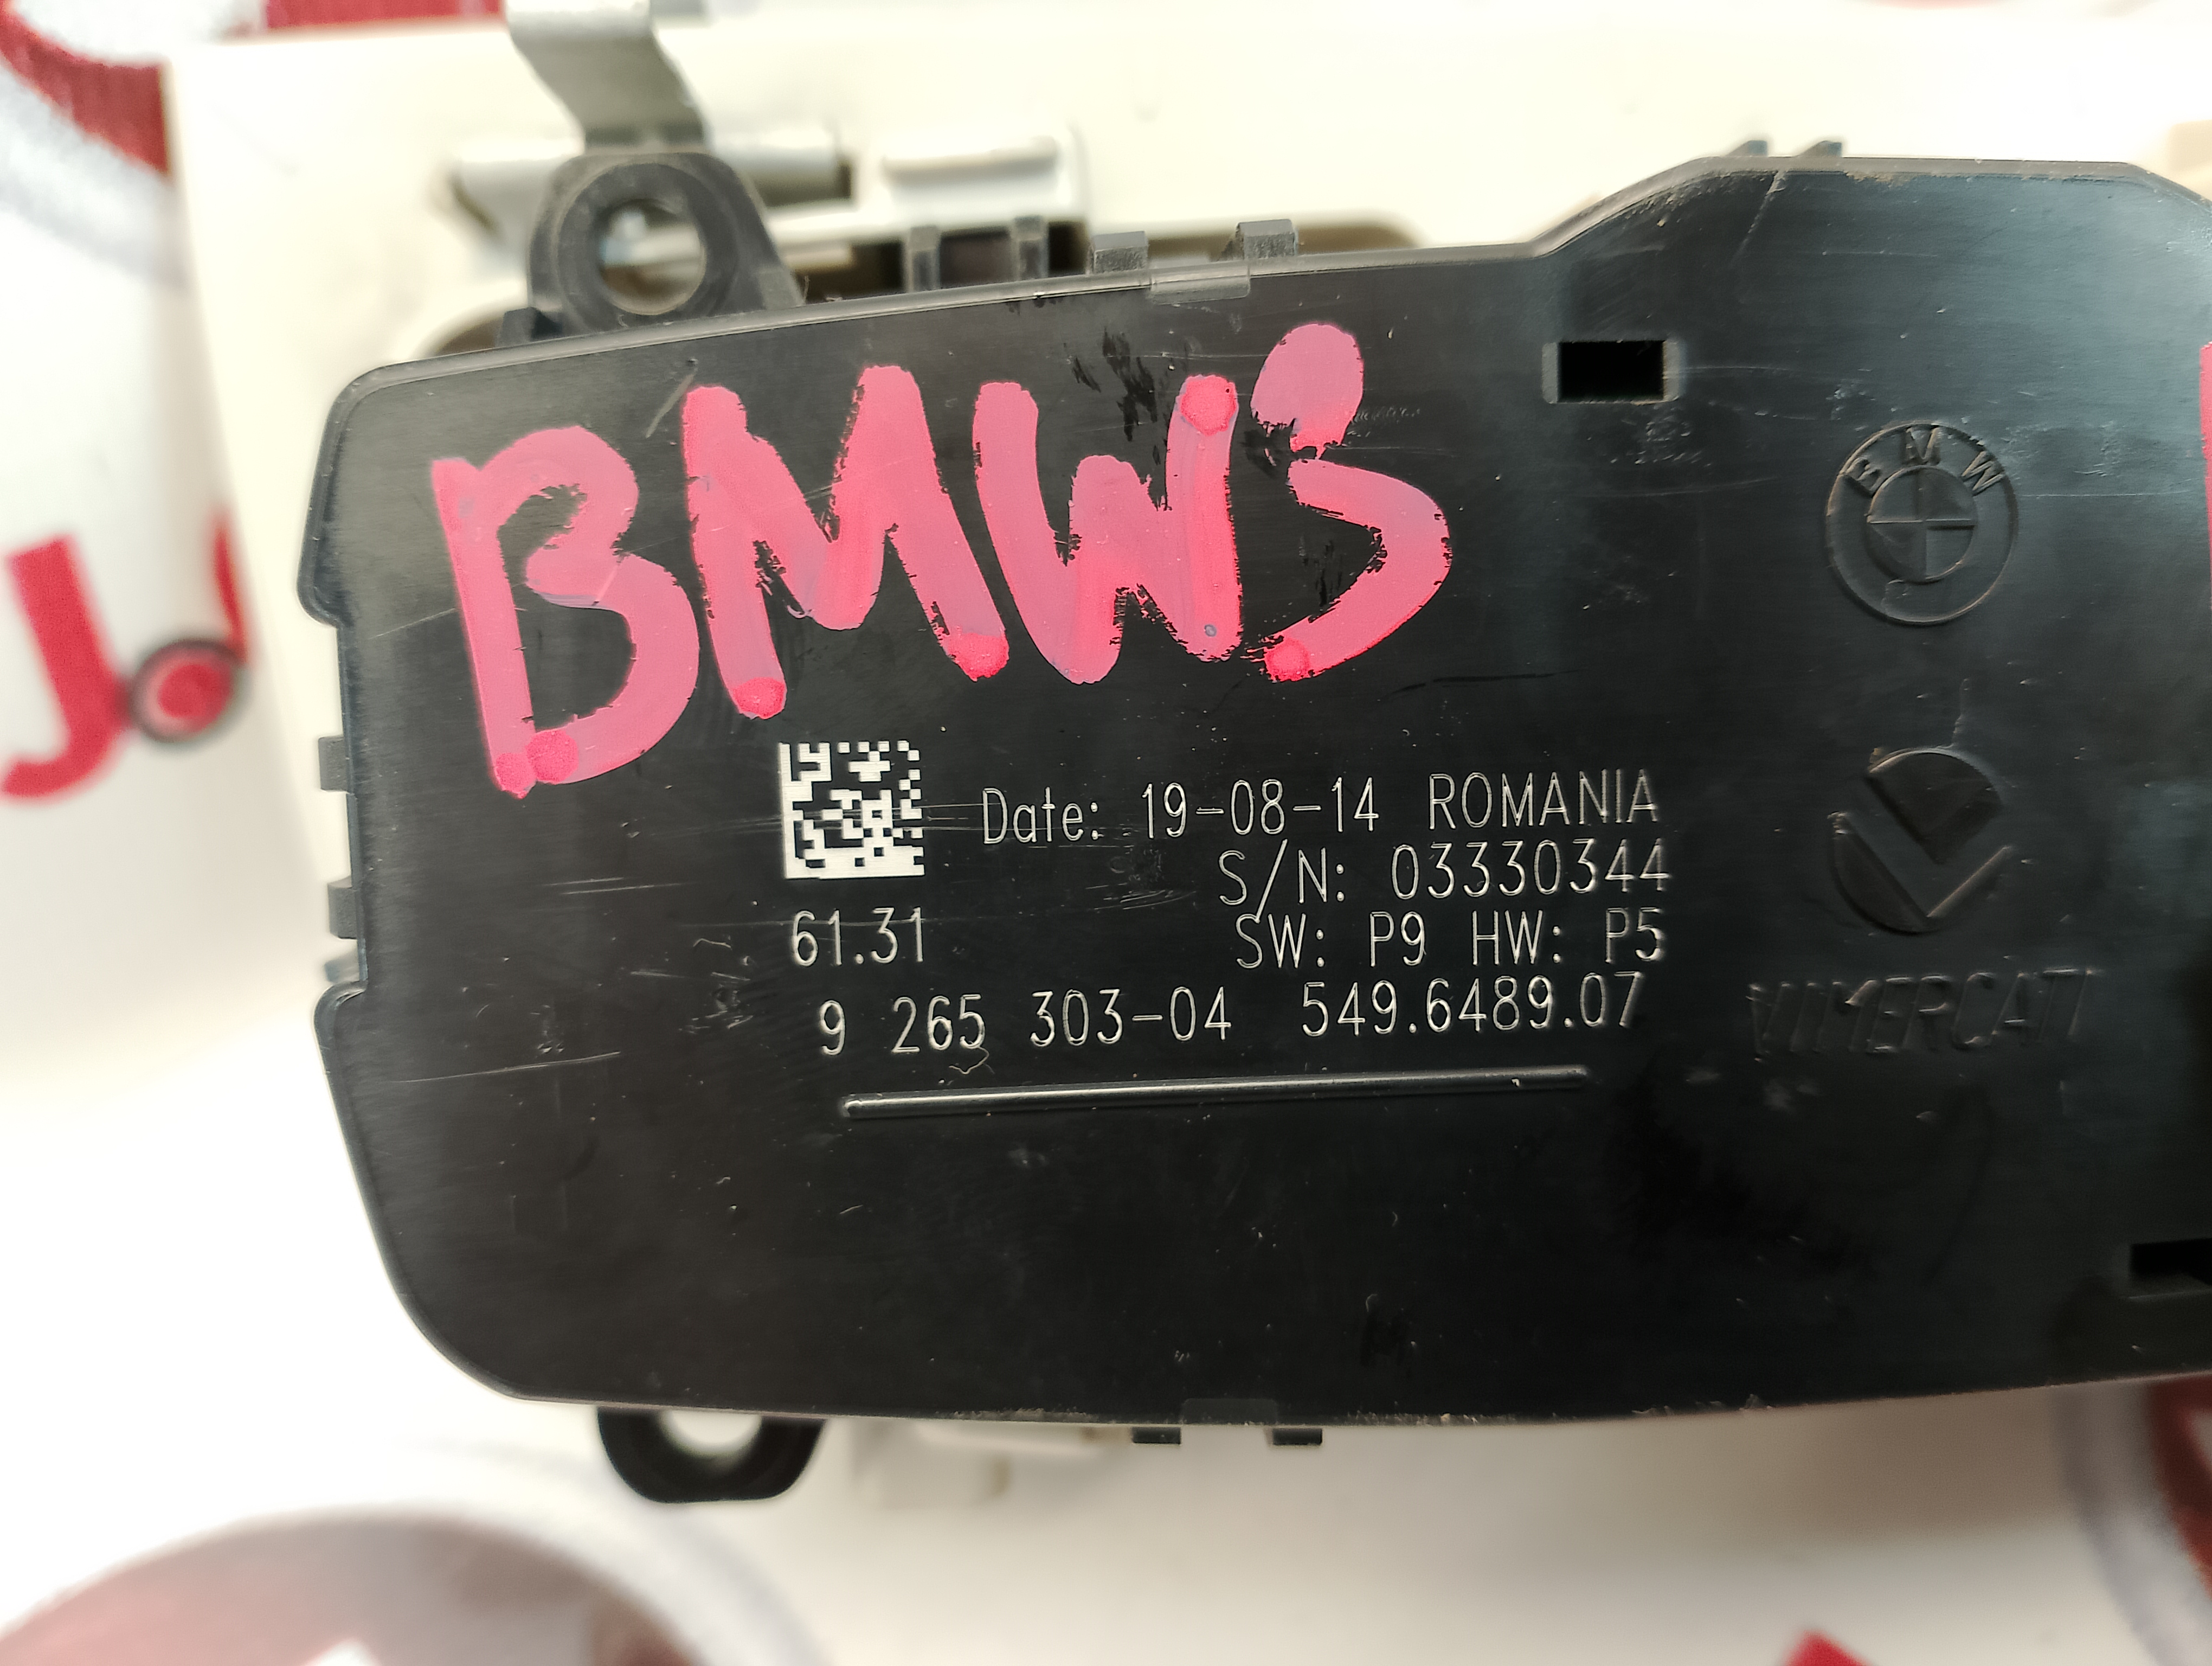 BMWS
BMW
Date: 19-08-14 ROMANIA
S/N: 03330344
61.31 SW: P9 HW: P5
9 265 303-04 549.6489.07
VIMERCATI